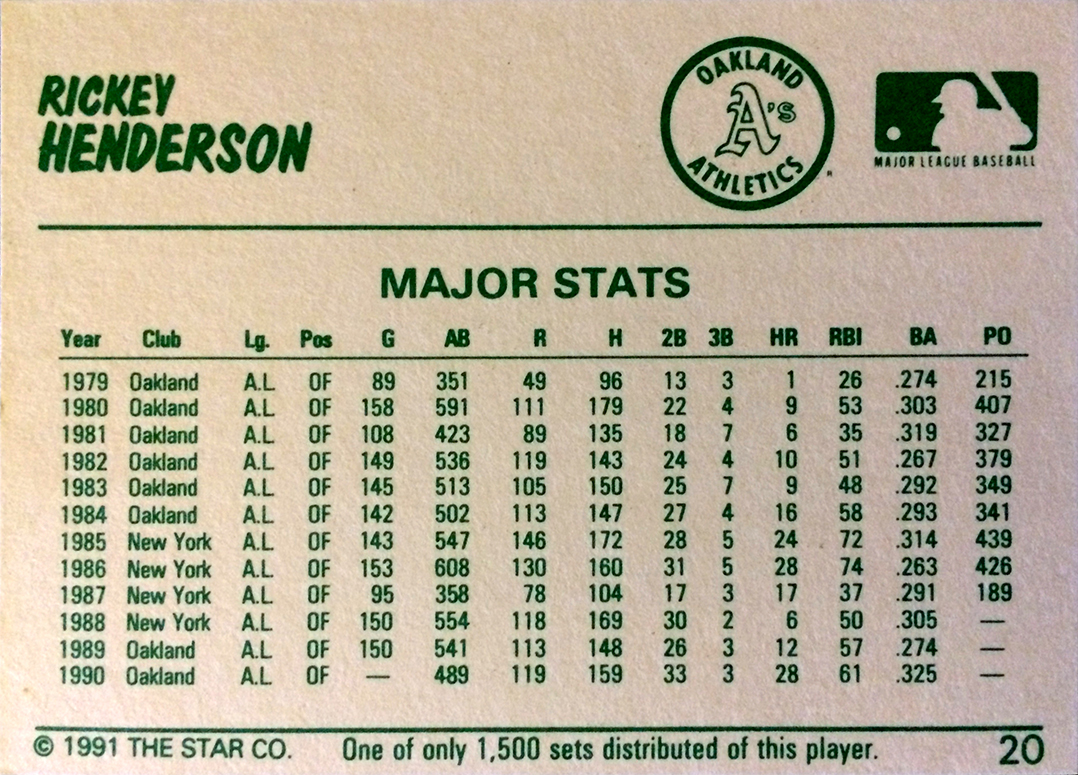 RICKEY
HENDERSON
OAKLAND
A's
ATHLETICS
MAJOR LEAGUE BASEBALL
MAJOR STATS
Year Club Lg. Pos G AB R H 2B 3B HR RBI BA PO
1979 Oakland A.L OF 89 351 49 96 13 3 1 26 .274 215
1980 Oakland A.L OF 158 591 111 179 22 4 9 53 .303 407
1981 Oakland A.L OF 108 423 89 135 18 7 6 35 .319 327
1982 Oakland A.L OF 149 536 119 143 24 4 10 51 .267 379
1983 Oakland A.L OF 145 513 105 150 25 7 9 48 .292 349
1984 Oakland A.L OF 142 502 113 147 27 4 16 58 .293 341
1985 New York A.L OF 143 547 146 172 28 5 24 72 .314 439
1986 New York A.L OF 153 608 130 160 31 5 28 74 .263 426
1987 New York A.L OF 95 358 78 104 17 3 17 37 .291 189
1988 New York A.L OF 150 554 118 169 30 2 6 50 .305 —
1989 Oakland A.L OF 150 541 113 148 26 3 12 57 .274 —
1990 Oakland A.L OF — 489 119 159 33 3 28 61 .325 —
© 1991 THE STAR CO. One of only 1,500 sets distributed of this player. 20